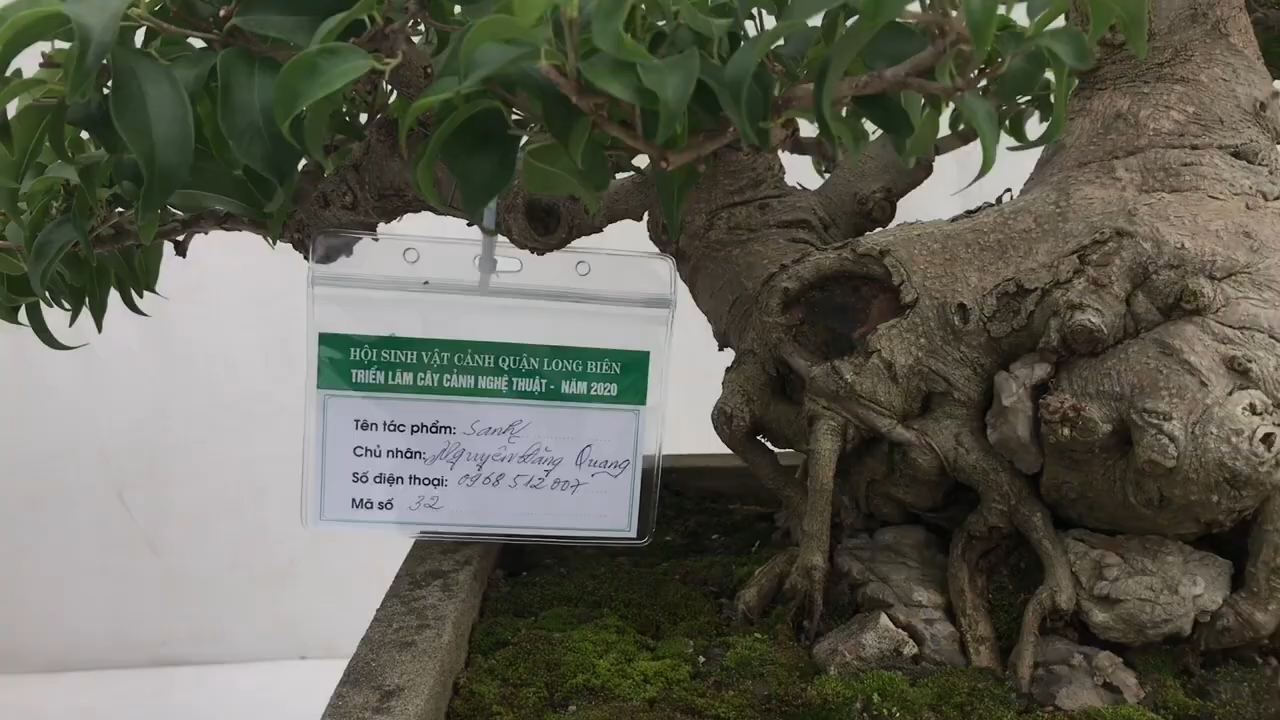 HỘI SINH VẬT CẢNH QUẬN LONG BIÊN
TRIỂN LÃM CÂY CẢNH NGHỆ THUẬT - NĂM 2020
Tên tác phẩm: Sanh
Chủ nhân: Nguyễn Đăng Quang
Số điện thoại: 0968 512 007
Mã số 32